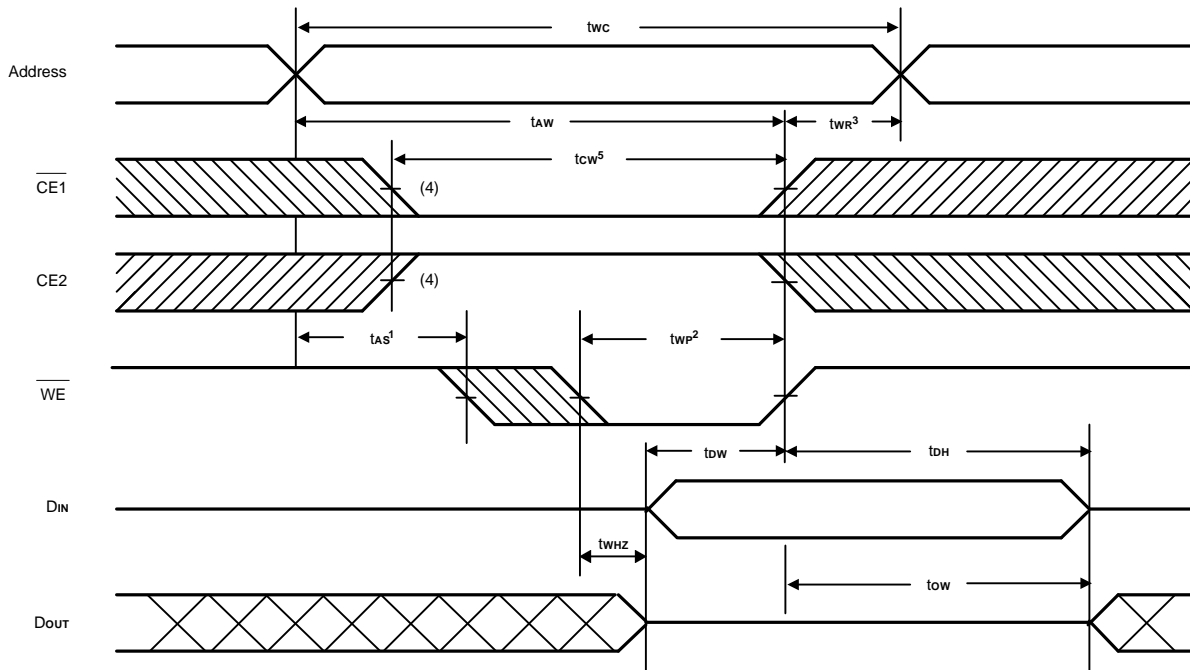 tWC
Address
tAW
tWR3
tCW5
CE1
(4)
CE2
(4)
tAS1
tWP2
WE
tDW
tDH
DIN
tWHZ
tOW
DOUT